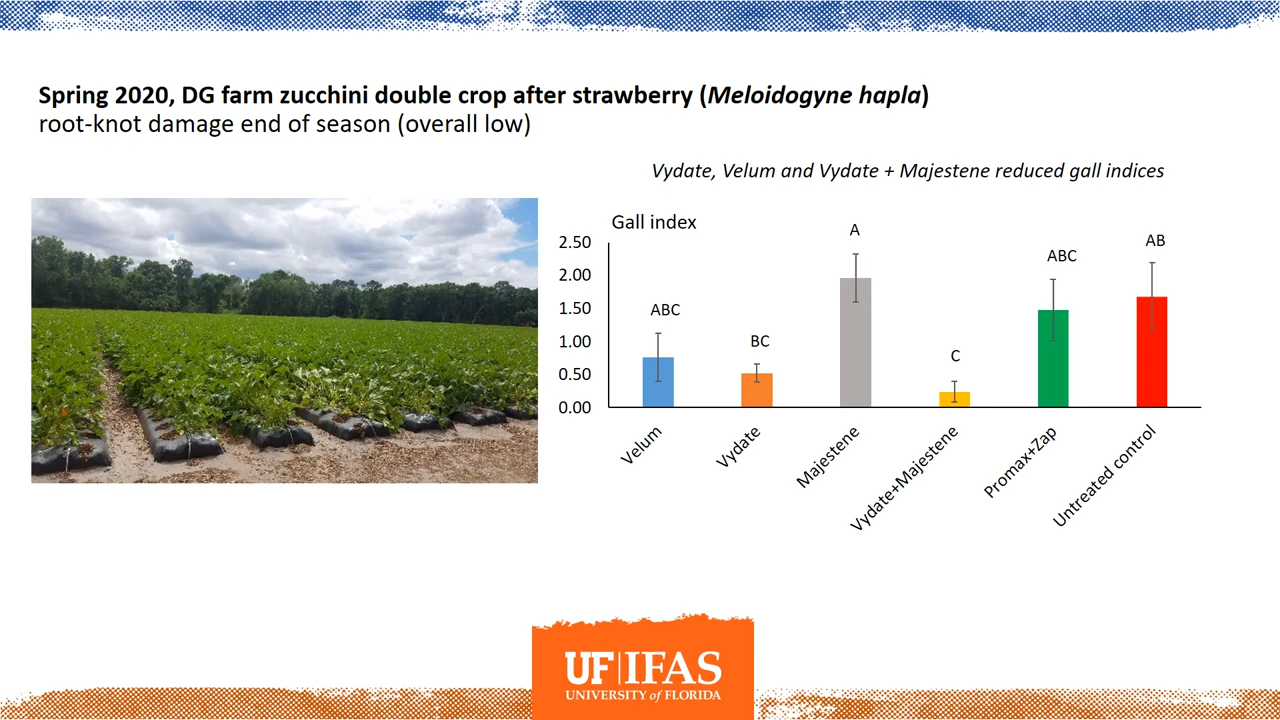 Spring 2020, DG farm zucchini double crop after strawberry (Meloidogyne hapla)
root-knot damage end of season (overall low)
Vydate, Velum and Vydate + Majestene reduced gall indices
Gall index
2.50
2.00
1.50
1.00
0.50
0.00
ABC
BC
A
C
ABC
AB
Velum
Vydate
Majestene
Vydate+Majestene
Promax+Zap
Untreated control
UF|IFAS
UNIVERSITY of FLORIDA